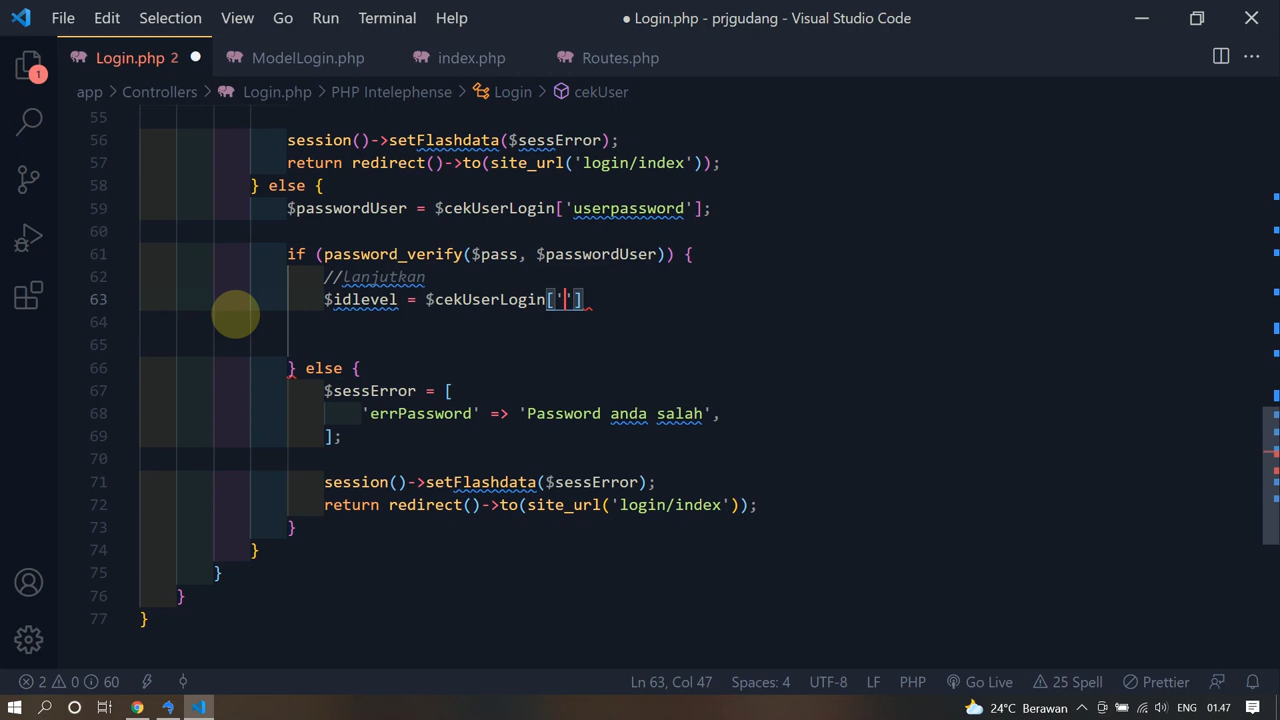 File Edit Selection View Go Run Terminal Help ● Login.php - prjgudang - Visual Studio Code
Login.php 2 ModelLogin.php index.php Routes.php
app > Controllers > Login.php > PHP Intelephense > Login > cekUser
55
56 session()->setFlashdata($sessError);
57 return redirect()->to(site_url('login/index'));
58 } else {
59 $passwordUser = $cekUserLogin['userpassword'];
60
61 if (password_verify($pass, $passwordUser)) {
62 //Lanjutkan
63 $idlevel = $cekUserLogin['']
64
65
66 } else {
67 $sessError = [
68 'errPassword' => 'Password anda salah',
69 ];
70
71 session()->setFlashdata($sessError);
72 return redirect()->to(site_url('login/index'));
73 }
74 }
75 }
76 }
77 }
1
2 0 60 Ln 63, Col 47 Spaces: 4 UTF-8 LF PHP Go Live 25 Spell Prettier
24°C Berawan ENG 01.47